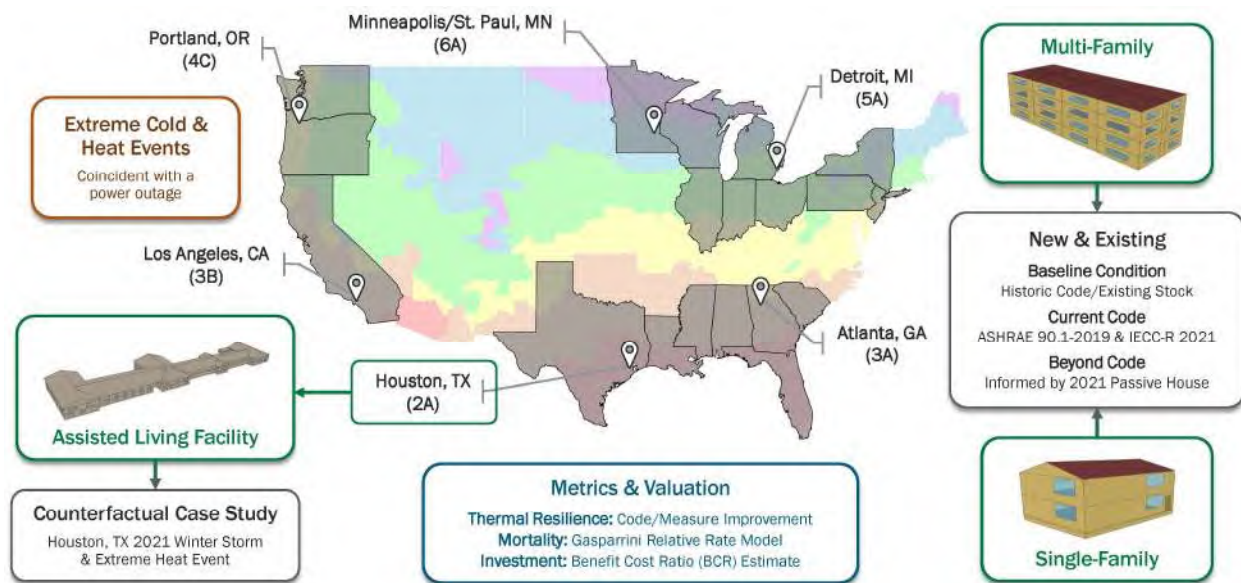 Minneapolis/St. Paul, MN
(6A)
Portland, OR
(4C)
Detroit, MI
(5A)
Multi-Family
Extreme Cold &
Heat Events
Coincident with a
power outage
Los Angeles, CA
(3B)
New & Existing
Baseline Condition
Historic Code/Existing Stock
Current Code
ASHRAE 90.1-2019 & IECC-R 2021
Beyond Code
Informed by 2021 Passive House
Atlanta, GA
(3A)
Houston, TX
(2A)
Assisted Living Facility
Counterfactual Case Study
Houston, TX 2021 Winter Storm
& Extreme Heat Event
Metrics & Valuation
Thermal Resilience: Code/Measure Improvement
Mortality: Gasparrini Relative Rate Model
Investment: Benefit Cost Ratio (BCR) Estimate
Single-Family